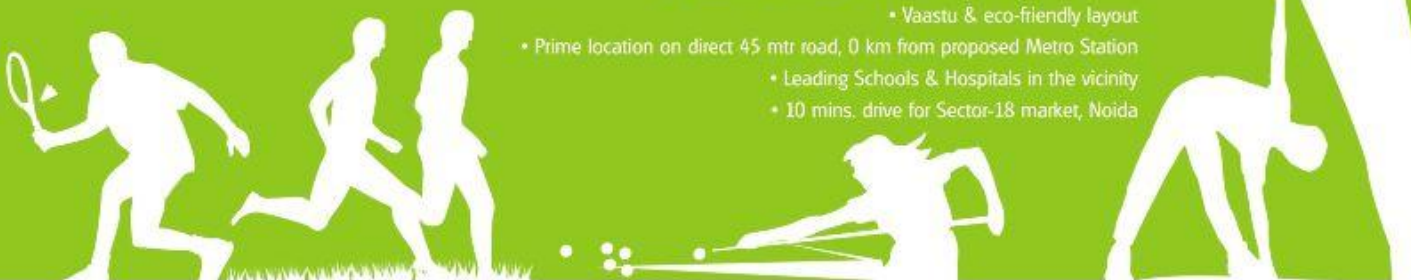 • Vaastu & eco-friendly layout
• Prime location on direct 45 mtr road, 0 km from proposed Metro Station
• Leading Schools & Hospitals in the vicinity
• 10 mins. drive for Sector-18 market, Noida